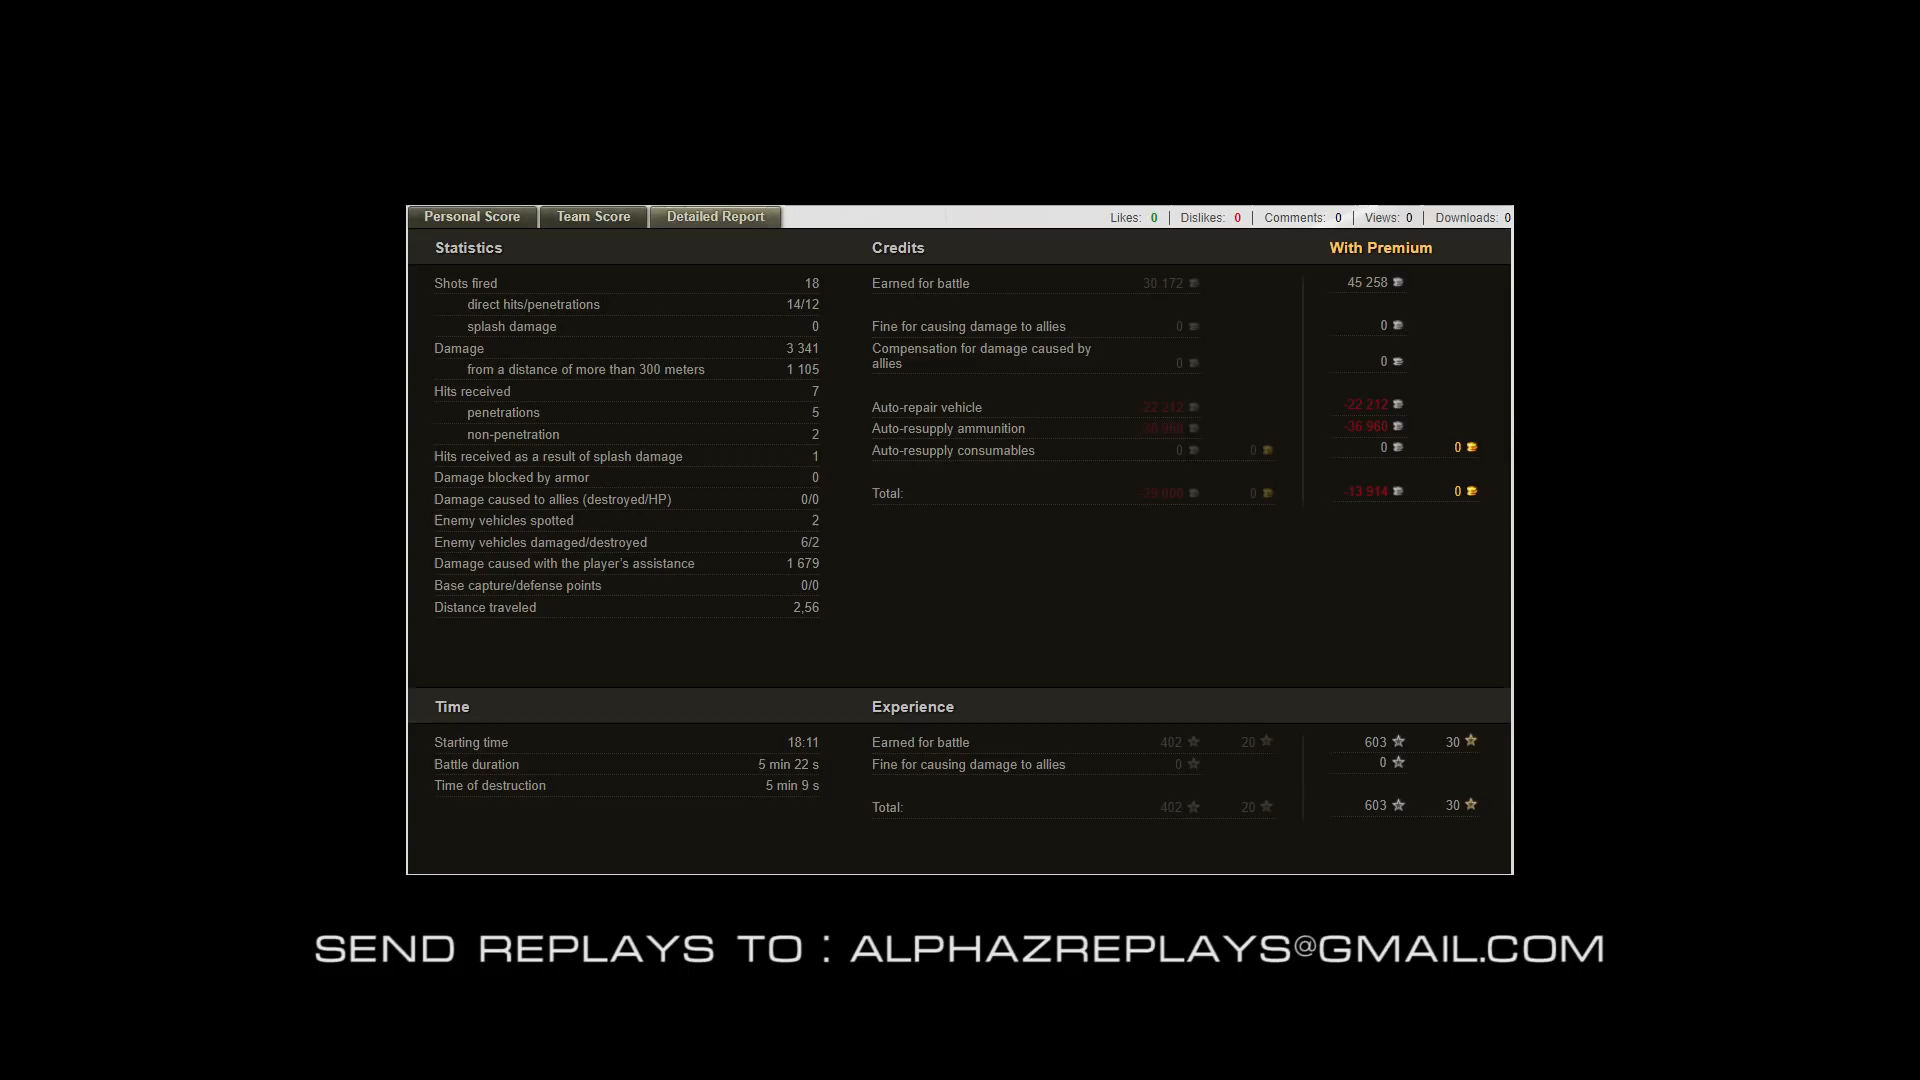 Personal Score Team Score Detailed Report Likes: 0 | Dislikes: 0 | Comments: 0 | Views: 0 | Downloads: 0
Statistics Credits With Premium
Shots fired 18 Earned for battle 30 172 45 258
direct hits/penetrations 14/12
splash damage 0 Fine for causing damage to allies 0 0
Damage 3 341 Compensation for damage caused by
allies 0 0
from a distance of more than 300 meters 1 105
Hits received 7
penetrations 5 Auto-repair vehicle -22 212 -22 212
non-penetration 2 Auto-resupply ammunition -36 960 -36 960
Hits received as a result of splash damage 1 Auto-resupply consumables 0 0 0 0
Damage blocked by armor 0
Damage caused to allies (destroyed/HP) 0/0 Total: 0 -13 914 0
Enemy vehicles spotted 2
Enemy vehicles damaged/destroyed 6/2
Damage caused with the player's assistance 1 679
Base capture/defense points 0/0
Distance traveled 2,56
Time Experience
Starting time 18:11 Earned for battle 402 20 603 30
Battle duration 5 min 22 s Fine for causing damage to allies 0 0
Time of destruction 5 min 9 s
Total: 402 20 603 30
SEND REPLAYS TO : ALPHAZREPLAYS@GMAIL.COM